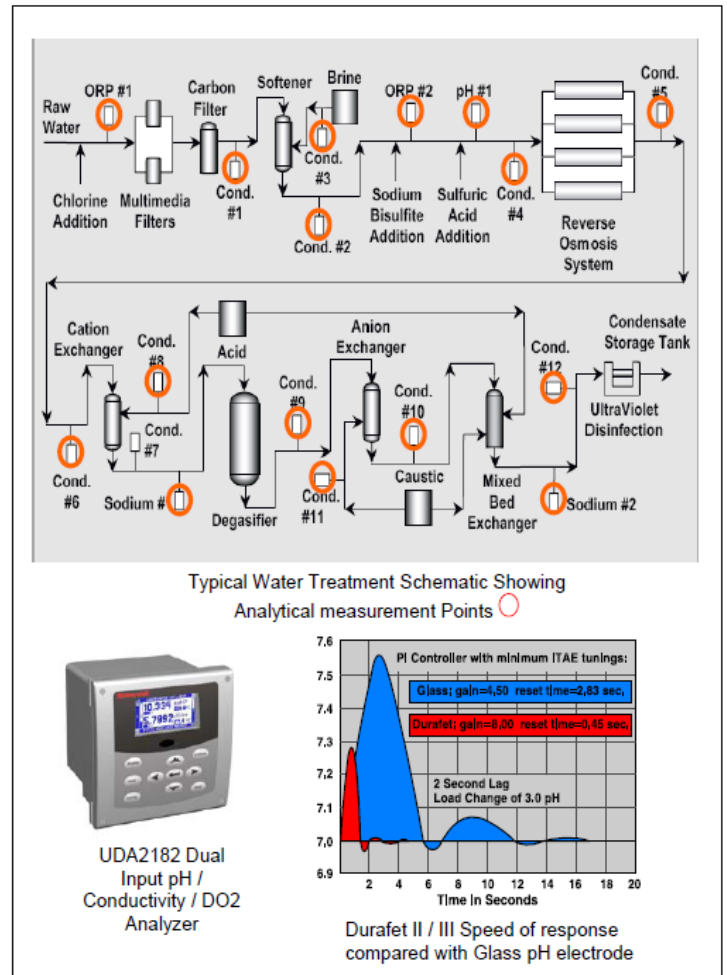 ORP #1
Carbon
Filter
Softener
Brine
ORP #2
pH #1
Cond.
#5
Raw
Water
Chlorine
Addition
Multimedia
Filters
Cond.
#1
Cond.
#3
Cond. #2
Sodium
Bisulfite
Addition
Sulfuric
Acid
Addition
Cond.
#4
Reverse
Osmosis
System
Cation
Exchanger
Cond.
#8
Acid
Anion
Exchanger
Cond.
#12
Condensate
Storage Tank
Cond.
#9
Cond.
#10
UltraViolet
Disinfection
Cond.
#7
Cond.
#6
Sodium #
Degasifier
Cond.
#11
Caustic
Mixed
Bed
Exchanger
Sodium #2
Typical Water Treatment Schematic Showing
Analytical measurement Points
Honeywell
UDA2182 Dual
Input pH /
Conductivity / DO2
Analyzer
7.6
7.5
7.4
7.3
7.2
7.1
7.0
6.9
PI Controller with minimum ITAE tunings:
Glass; gain=4,50 reset time=2,83 sec,
Durafet; gain=8,00 reset time=0,45 sec,
2 Second Lag
Load Change of 3.0 pH
2 4 6 8 10 12 14 16 18 20
Time in Seconds
Durafet II / III Speed of response
compared with Glass pH electrode